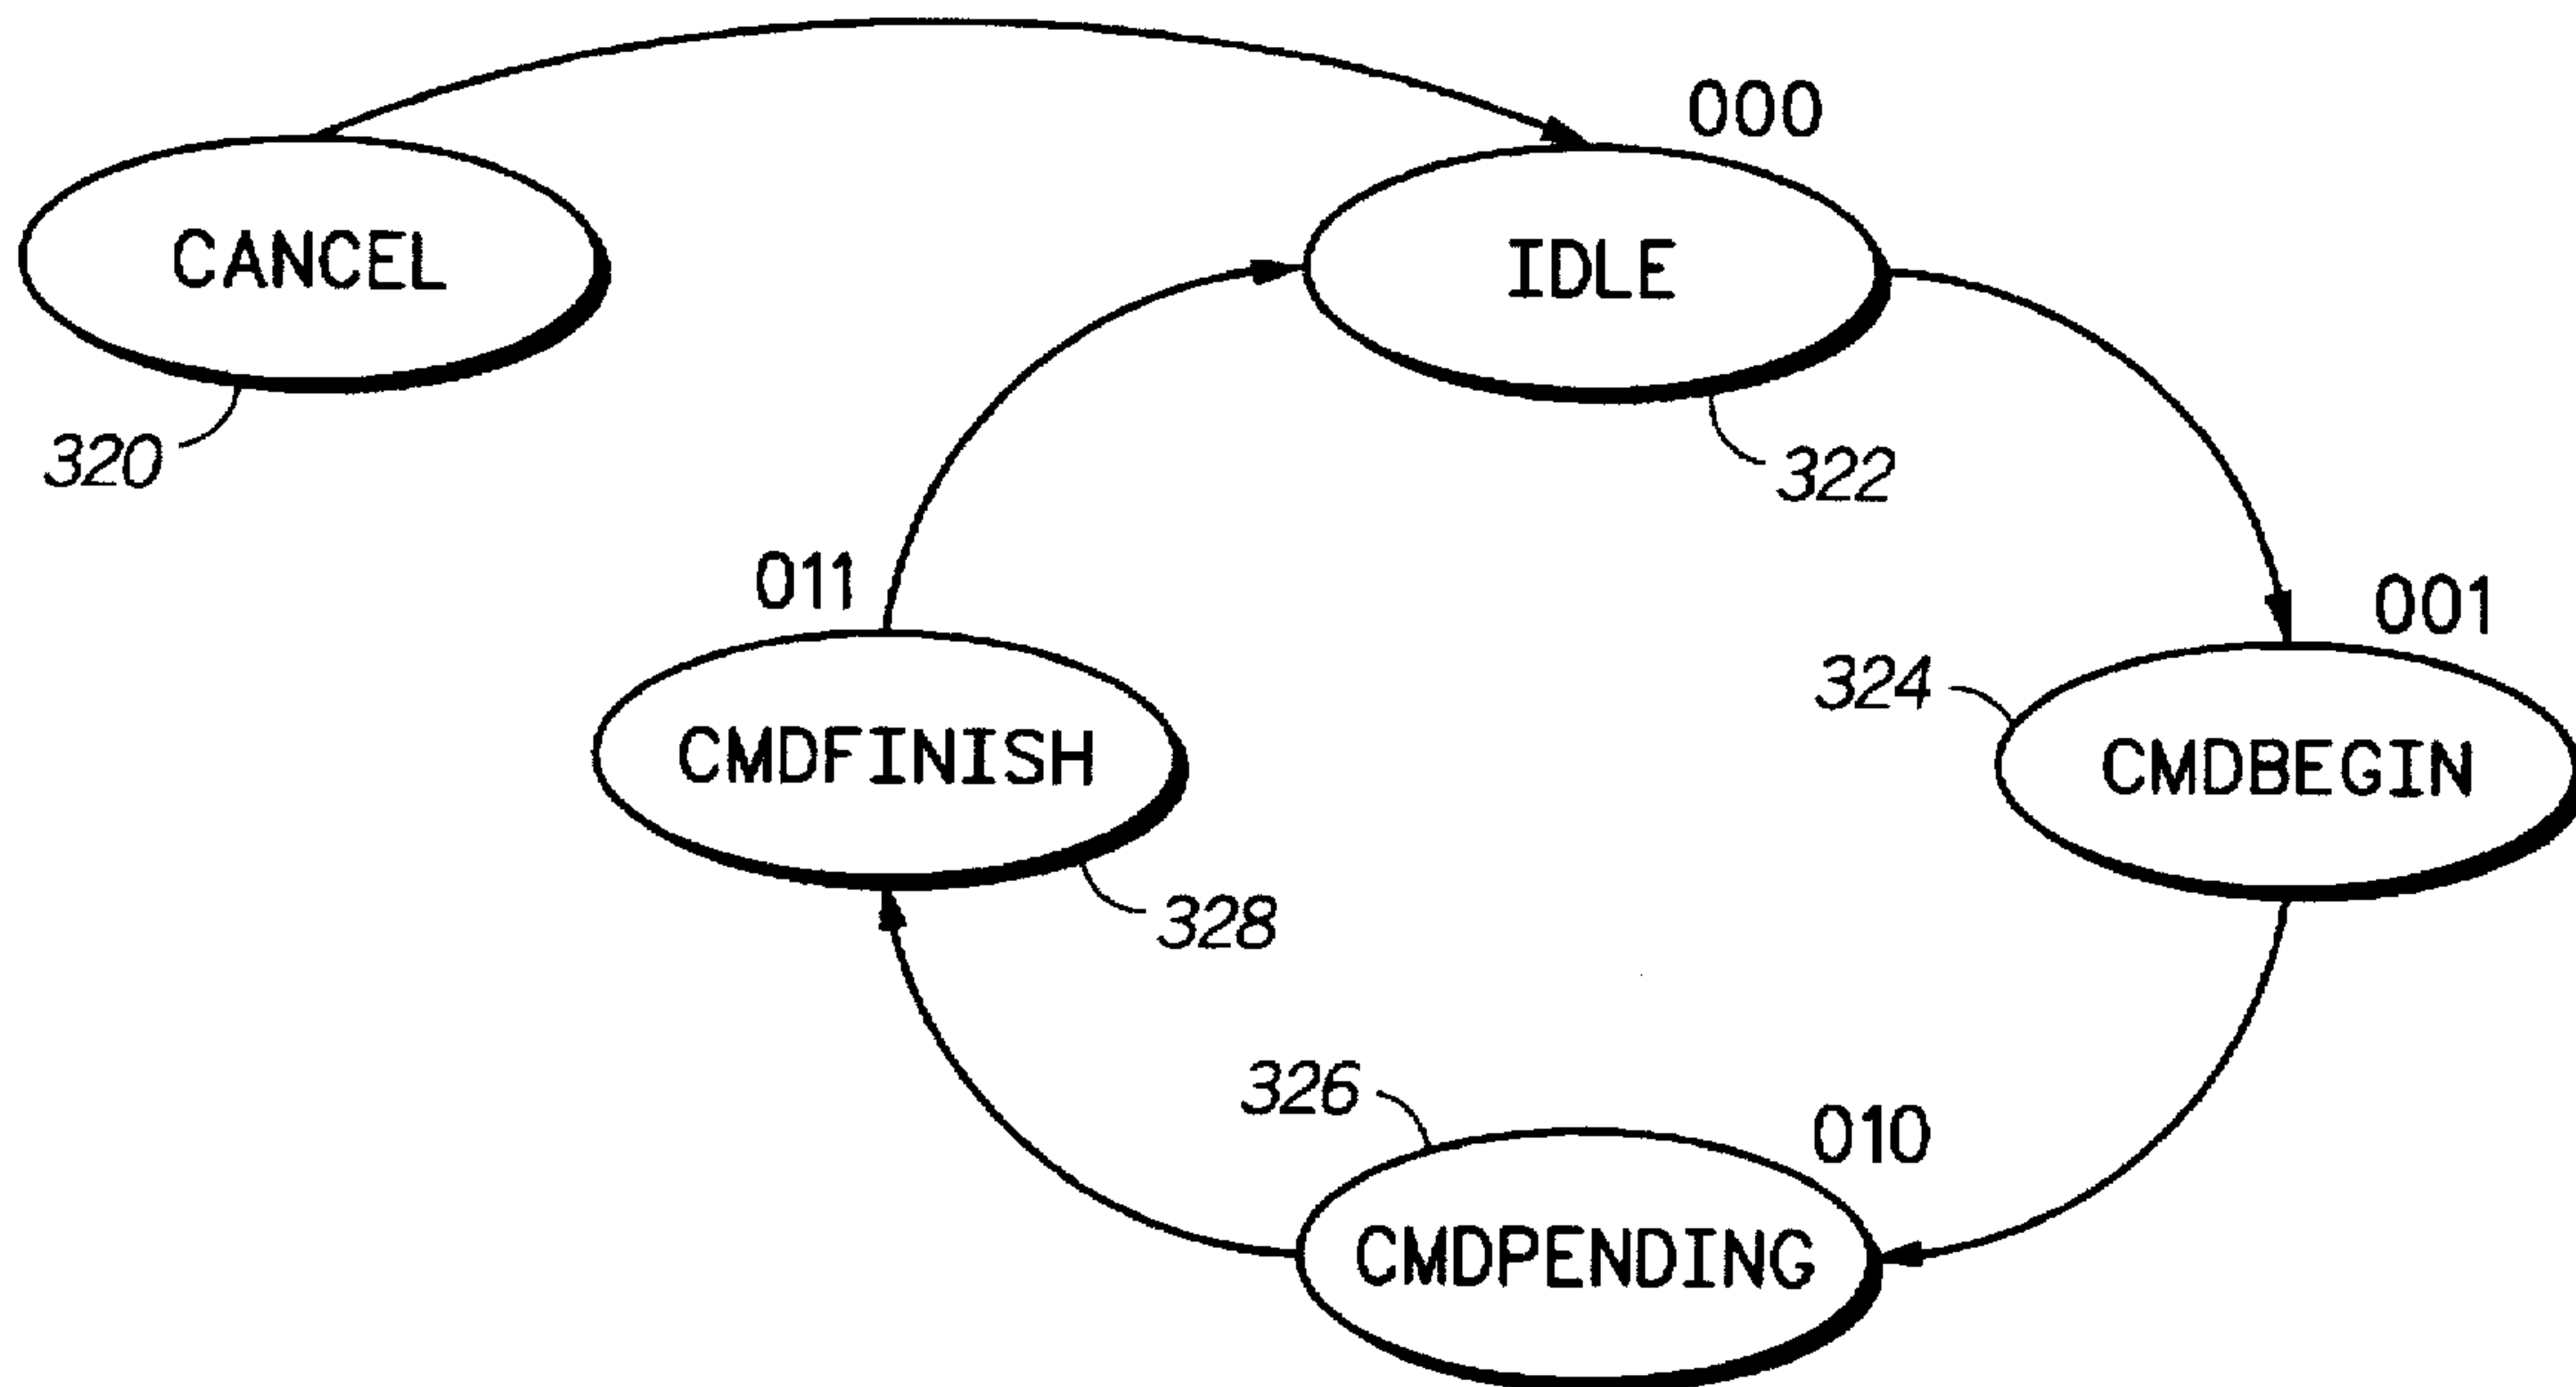 000
CANCEL
IDLE
320
322
011
001
324
CMDFINISH
CMDBEGIN
328
326
010
CMDPENDING